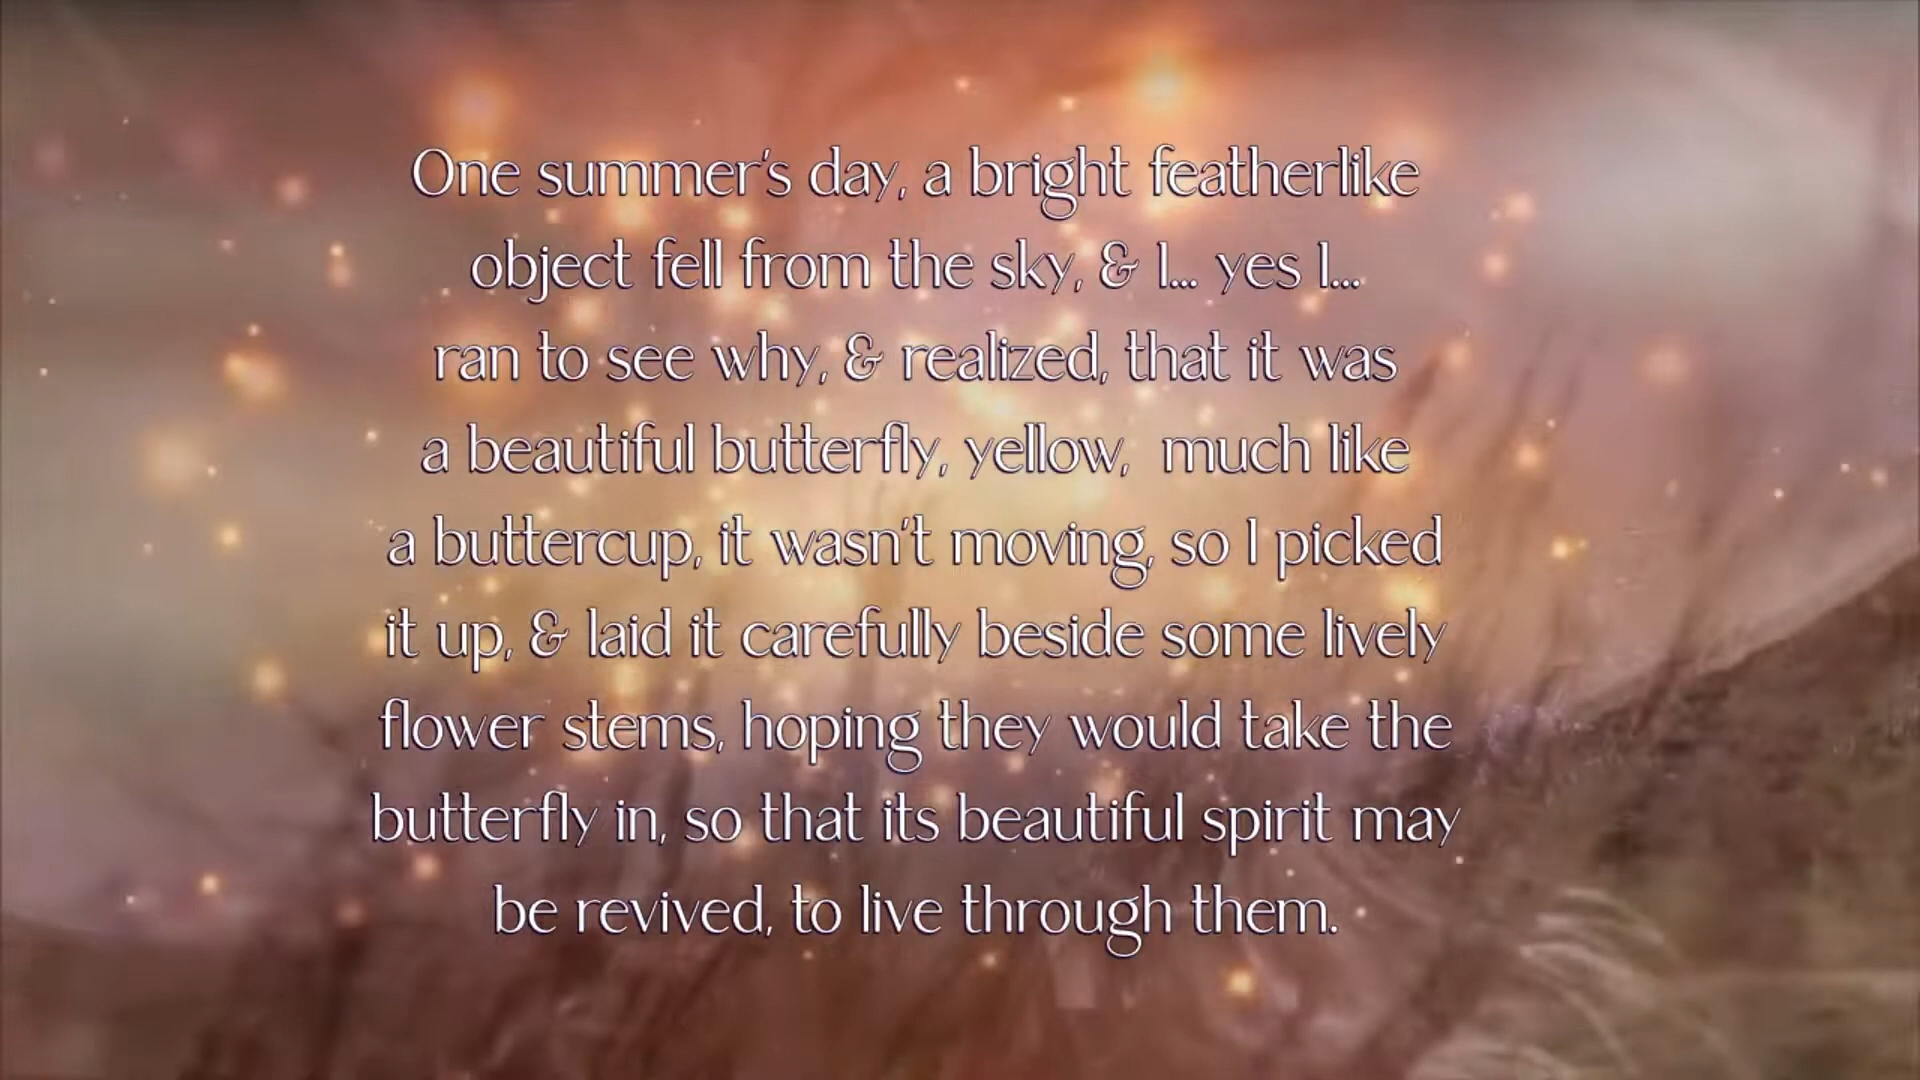 One summer's day, a bright featherlike
object fell from the sky, & I... yes I...
ran to see why, & realized, that it was
a beautiful butterfly, yellow,  much like
a buttercup, it wasn't moving, so I picked
it up, & laid it carefully beside some lively
flower stems, hoping they would take the
butterfly in, so that its beautiful spirit may
be revived, to live through them.